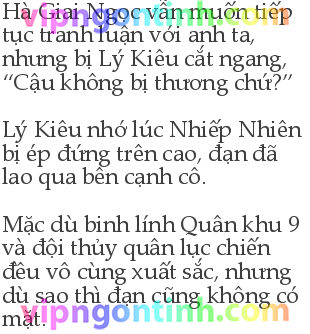 Hà Giai Ngọc vẫn muốn tiếp
vipngontinh.com
tục tranh luận với anh ta,
nhưng bị Lý Kiêu cắt ngang,
“Cậu không bị thương chứ?”
Lý Kiêu nhớ lúc Nhiếp Nhiên
bị ép đứng trên cao, đạn đã
lao qua bên cạnh cô.
Mặc dù binh lính Quân khu 9
và đội thủy quân lục chiến
đều vô cùng xuất sắc, nhưng
dù sao thì đạn cũng không có
mắt.
vipngontinh.com